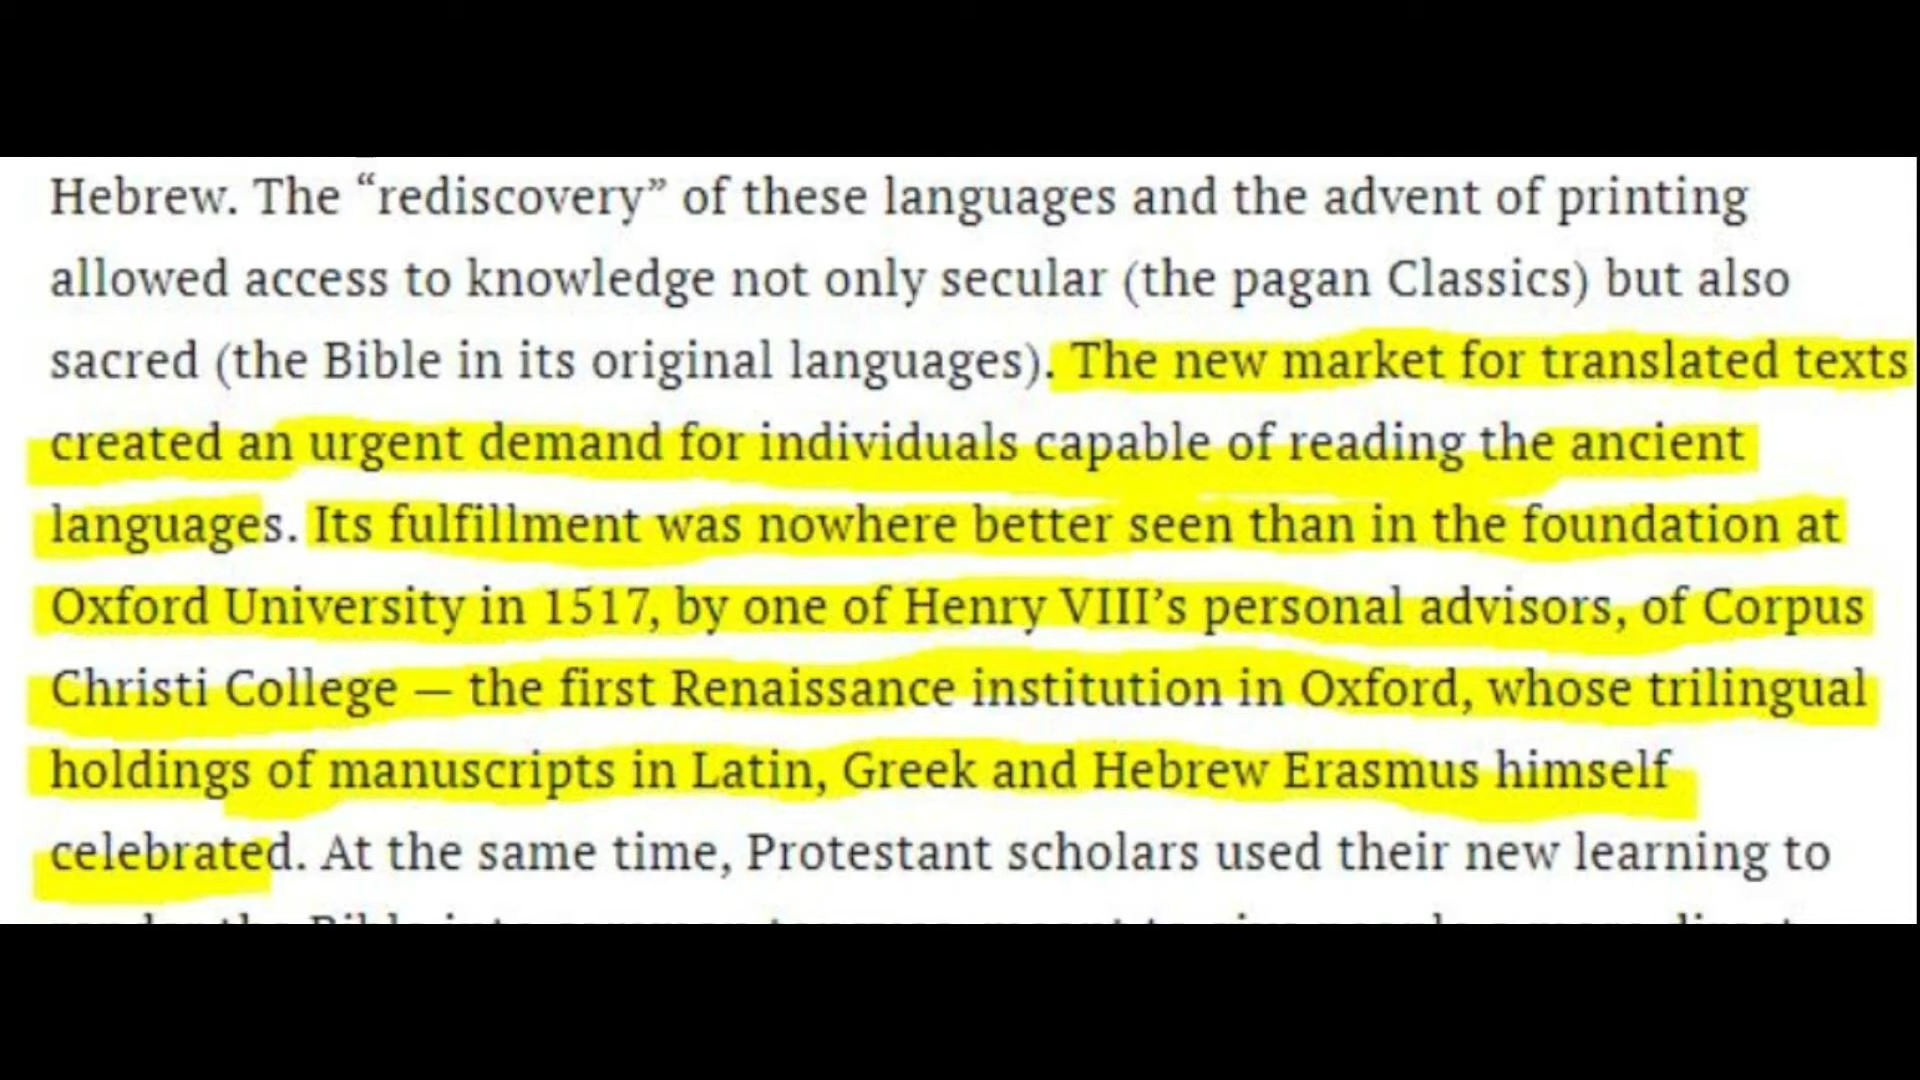 Hebrew. The “rediscovery” of these languages and the advent of printing
allowed access to knowledge not only secular (the pagan Classics) but also
sacred (the Bible in its original languages). The new market for translated texts
created an urgent demand for individuals capable of reading the ancient
languages. Its fulfillment was nowhere better seen than in the foundation at
Oxford University in 1517, by one of Henry VIII’s personal advisors, of Corpus
Christi College — the first Renaissance institution in Oxford, whose trilingual
holdings of manuscripts in Latin, Greek and Hebrew Erasmus himself
celebrated. At the same time, Protestant scholars used their new learning to
the Bible